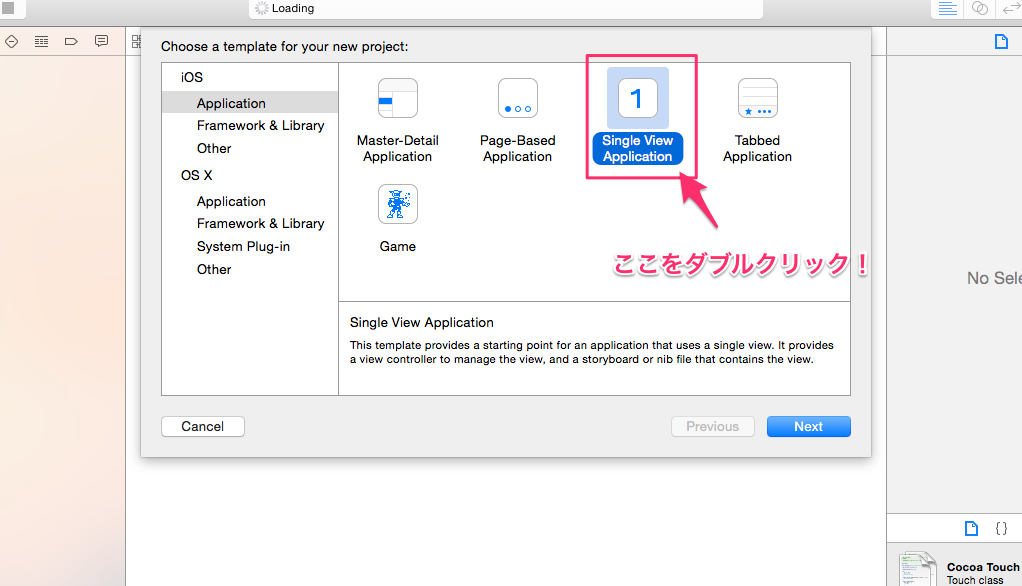 Loading
Choose a template for your new project:
iOS
Application
Framework & Library
Other
OS X
Application
Framework & Library
System Plug-in
Other
Master-Detail
Application
Page-Based
Application
1
Single View
Application
Tabbed
Application
Game
ここをダブルクリック！
Single View Application
This template provides a starting point for an application that uses a single view. It provides
a view controller to manage the view, and a storyboard or nib file that contains the view.
Cancel
Previous
Next
No Sele
{ }
Cocoa Touch
Touch class